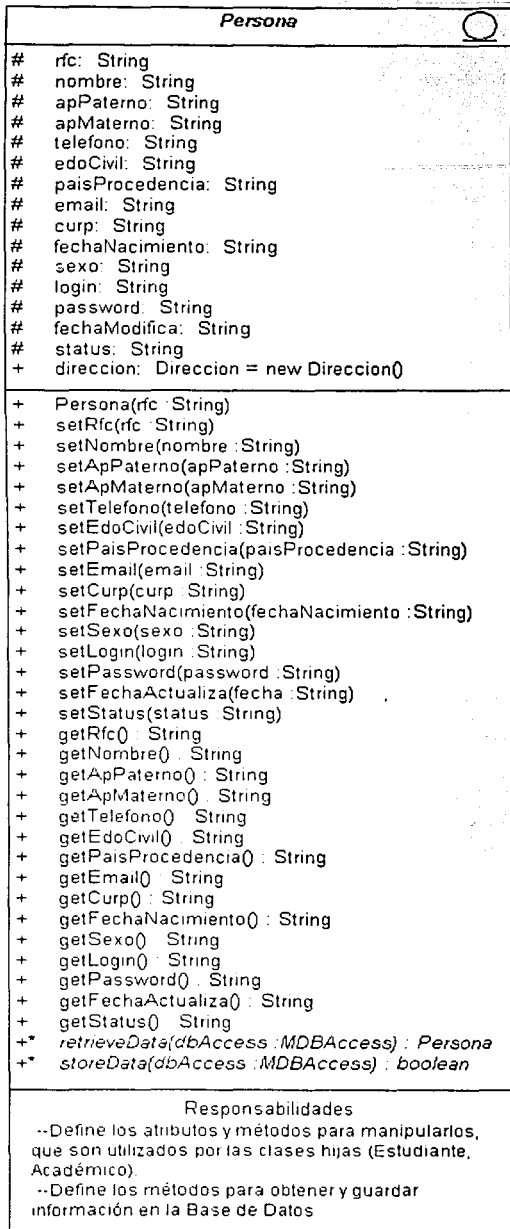 Persona
# rfc: String
# nombre: String
# apPaterno: String
# apMaterno: String
# telefono: String
# edoCivil: String
# paisProcedencia: String
# email: String
# curp: String
# fechaNacimiento: String
# sexo: String
# login: String
# password: String
# fechaModifica: String
# status: String
+ direccion: Direccion = new Direccion()
+ Persona(rfc :String)
+ setRfc(rfc :String)
+ setNombre(nombre :String)
+ setApPaterno(apPaterno :String)
+ setApMaterno(apMaterno :String)
+ setTelefono(telefono :String)
+ setEdoCivil(edoCivil :String)
+ setPaisProcedencia(paisProcedencia :String)
+ setEmail(email :String)
+ setCurp(curp :String)
+ setFechaNacimiento(fechaNacimiento :String)
+ setSexo(sexo :String)
+ setLogin(login :String)
+ setPassword(password :String)
+ setFechaActualiza(fecha :String)
+ setStatus(status :String)
+ getRfc() : String
+ getNombre() : String
+ getApPaterno() : String
+ getApMaterno() : String
+ getTelefono() : String
+ getEdoCivil() : String
+ getPaisProcedencia() : String
+ getEmail() : String
+ getCurp() : String
+ getFechaNacimiento() : String
+ getSexo() : String
+ getLogin() : String
+ getPassword() : String
+ getFechaActualiza() : String
+ getStatus() : String
+* retrieveData(dbAccess :MDBAccess) : Persona
+* storeData(dbAccess :MDBAccess) : boolean
Responsabilidades
--Define los atributos y métodos para manipularlos,
que son utilizados por las clases hijas (Estudiante,
Académico).
--Define los métodos para obtener y guardar
información en la Base de Datos